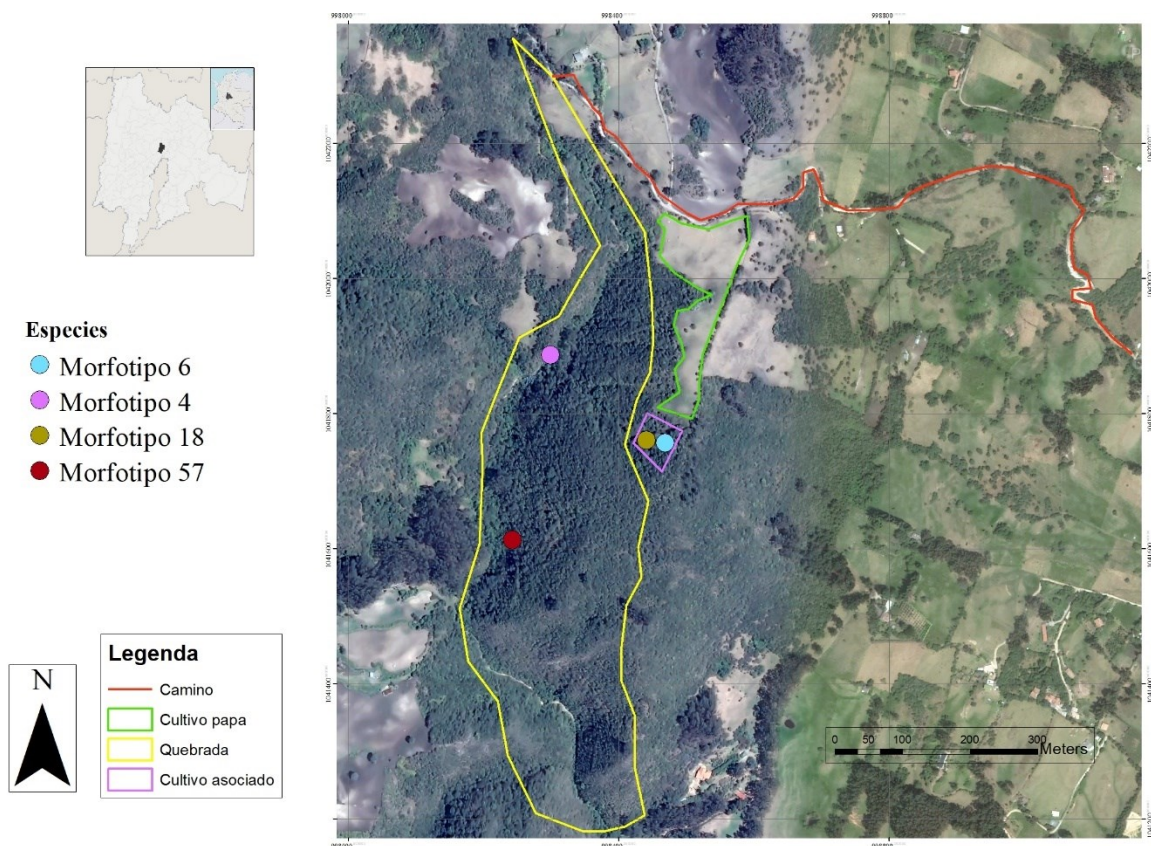 Especies
Morfotipo 6
Morfotipo 4
Morfotipo 18
Morfotipo 57
N
Legenda
Camino
Cultivo papa
Quebrada
Cultivo asociado
0 50 100 200 300
Meters